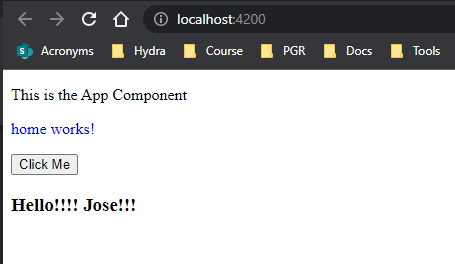 localhost:4200
Acronyms Hydra Course PGR Docs Tools
This is the App Component
home works!
Click Me
Hello!!!! Jose!!!